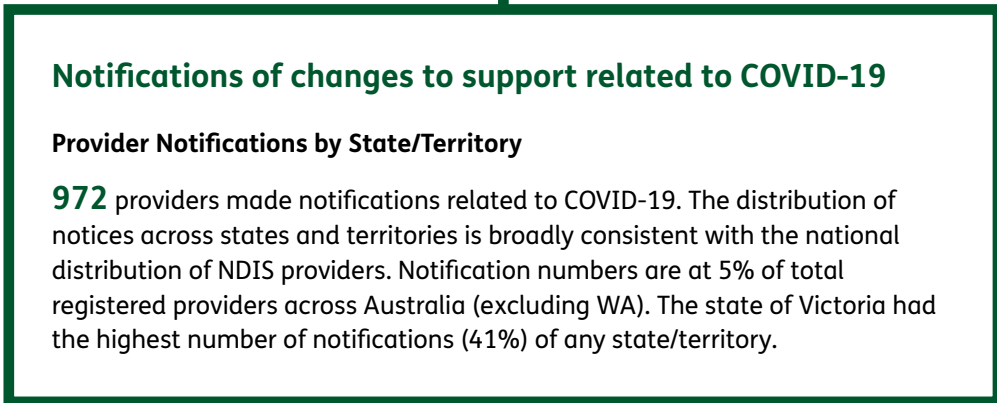 Notifications of changes to support related to COVID-19
Provider Notifications by State/Territory
972 providers made notifications related to COVID-19. The distribution of
notices across states and territories is broadly consistent with the national
distribution of NDIS providers. Notification numbers are at 5% of total
registered providers across Australia (excluding WA). The state of Victoria had
the highest number of notifications (41%) of any state/territory.